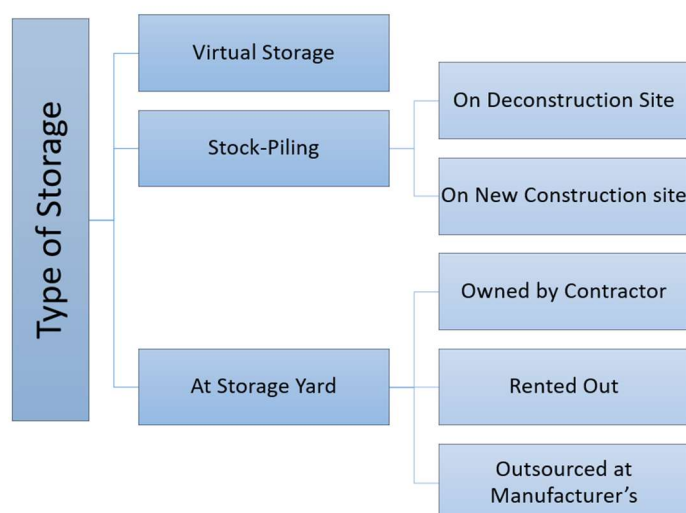 Type of Storage
Virtual Storage
Stock-Piling
On Deconstruction Site
On New Construction site
At Storage Yard
Owned by Contractor
Rented Out
Outsourced at
Manufacturer’s